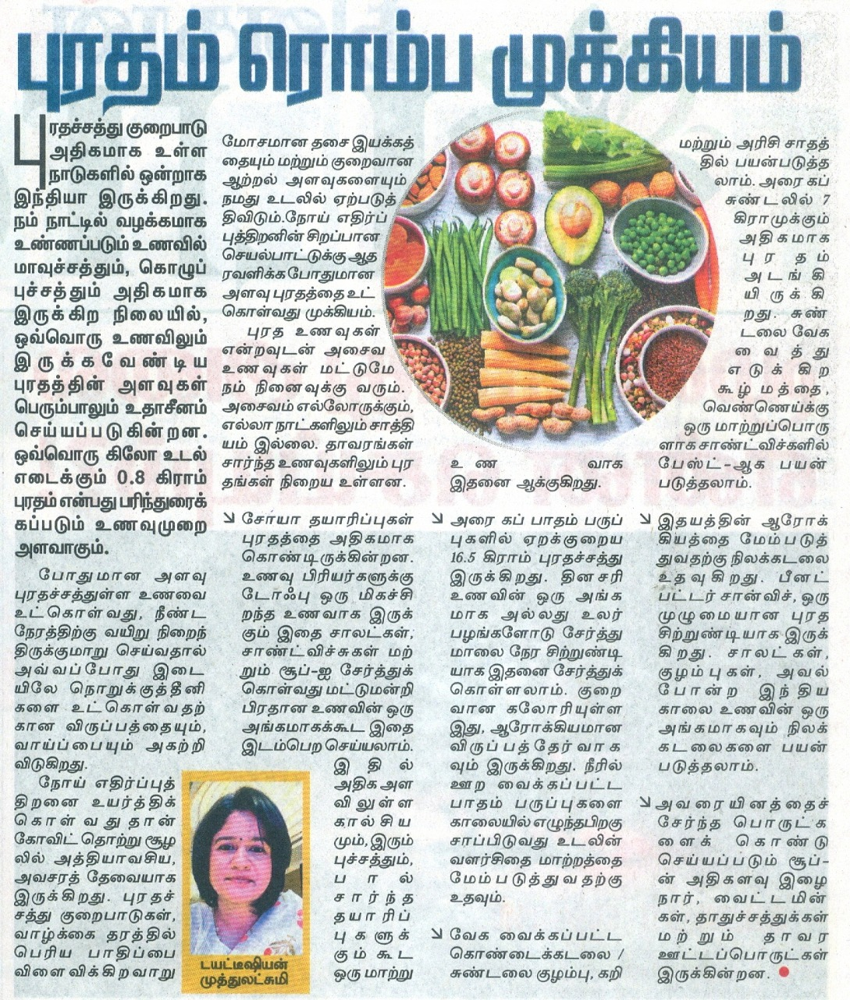 புரதம் ரொம்ப முக்கியம்
புரதச்சத்து குறைபாடு
அதிகமாக உள்ள
நாடுகளில் ஒன்றாக
இந்தியா இருக்கிறது.
நம் நாட்டில் வழக்கமாக
உண்ணப்படும் உணவில்
மாவுச்சத்தும், கொழுப்
புச்சத்தும் அதிகமாக
இருக்கிற நிலையில்,
ஒவ்வொரு உணவிலும்
இருக்கவேண்டிய
புரதத்தின் அளவுகள்
பெரும்பாலும் உதாசீனம்
செய்யப்படுகின்றன.
ஒவ்வொரு கிலோ உடல்
எடைக்கும் 0.8 கிராம்
புரதம் என்பது பரிந்துரைக்
கப்படும் உணவுமுறை
அளவாகும்.
போதுமான அளவு
புரதச்சத்துள்ள உணவை
உட்கொள்வது, நீண்ட
நேரத்திற்கு வயிறு நிறைந்
திருக்குமாறு செய்வதால்
அவ்வப்போது இடை
யிலே நொறுக்குத்தீனி
களை உட்கொள்வதற்
கான விருப்பத்தையும்,
வாய்ப்பையும் அகற்றி
விடுகிறது.
நோய் எதிர்ப்புத்
திறனை உயர்த்திக்
கொள்வதுதான்
கோவிட் தொற்று சூழ
லில் அத்தியாவசிய,
அவசரத் தேவையாக
இருக்கிறது. புரதச்
சத்து குறைபாடுகள்,
வாழ்க்கை தரத்தில்
பெரிய பாதிப்பை
விளைவிக்கிறவாறு
மோசமான தசை இயக்கத்
தையும் மற்றும் குறைவான
ஆற்றல் அளவுகளையும்
நமது உடலில் ஏற்படுத்
திவிடும்.நோய் எதிர்ப்
புத்திறனின் சிறப்பான
செயல்பாட்டுக்கு ஆத
ரவளிக்கபோதுமான
அளவு புரதத்தை உட்
கொள்வது முக்கியம்.
புரத உணவுகள்
என்றவுடன் அசைவ
உணவுகள் மட்டுமே
நம் நினைவுக்கு வரும்.
அசைவம் எல்லோருக்கும்,
எல்லா நாட்களிலும் சாத்தி
யம் இல்லை. தாவரங்கள்
சார்ந்த உணவுகளிலும் புர
தங்கள் நிறைய உள்ளன.
↘ சோயா தயாரிப்புகள்
புரதத்தை அதிகமாக
கொண்டிருக்கின்றன.
உணவு பிரியர்களுக்கு
டோஃபு ஒரு மிகச்சி
றந்த உணவாக இருக்
கும் இதை சாலட்கள்,
சாண்ட்விச்சுகள் மற்
றும் சூப்-ஐ சேர்த்துக்
கொள்வது மட்டுமன்றி
பிரதான உணவின் ஒரு
அங்கமாகக்கூட இதை
இடம்பெற செய்யலாம்.
இதில்
அதிக அள
விலுள்ள
கால்சிய
மும், இரும்
புச்சத்தும்,
பால்
சார்ந்த
தயாரிப்
புகளுக்
கும் கூட
ஒரு மாற்று
டயட்டீஷியன்
முத்துலட்சுமி
உணவாக
இதனை ஆக்குகிறது.
↘ அரை கப் பாதம் பருப்
புகளில் ஏறக்குறைய
16.5 கிராம் புரதச்சத்து
இருக்கிறது. தினசரி
உணவின் ஒரு அங்க
மாக அல்லது உலர்
பழங்களோடு சேர்த்து
மாலை நேர சிற்றுண்டி
யாக இதனை சேர்த்துக்
கொள்ளலாம். குறை
வான கலோரியுள்ள
இது, ஆரோக்கியமான
விருப்பத்தேர்வாக
வும் இருக்கிறது. நீரில்
ஊற வைக்கப்பட்ட
பாதம் பருப்புகளை
காலையில் எழுந்தபிறகு
சாப்பிடுவது உடலின்
வளர்சிதை மாற்றத்தை
மேம்படுத்துவதற்கு
உதவும்.
↘ வேக வைக்கப்பட்ட
கொண்டைக்கடலை /
சுண்டலை குழம்பு, கறி
மற்றும் அரிசி சாதத்
தில் பயன்படுத்த
லாம். அரை கப்
சுண்டலில் 7
கிராமுக்கும்
அதிகமாக
புரதம்
அடங்கி
யிருக்கி
றது. சுண்
டலை வேக
வைத்து
எடுக்கிற
கூழ் மத்தை,
வெண்ணெய்க்கு
ஒரு மாற்றுப்பொரு
ளாக சாண்ட்விச்களில்
பேஸ்ட்-ஆக பயன்
படுத்தலாம்.
↘ இதயத்தின் ஆரோக்
கியத்தை மேம்படுத்
துவதற்கு நிலக்கடலை
உதவுகிறது. பீனட்
பட்டர் சான்விச், ஒரு
முழுமையான புரத
சிற்றுண்டியாக இருக்
கிறது. சாலட்கள்,
குழம்புகள், அவல்
போன்ற இந்திய
காலை உணவின் ஒரு
அங்கமாகவும் நிலக்
கடலைகளை பயன்
படுத்தலாம்.
↘ அவரையினத்தைச்
சேர்ந்த பொருட்க
ளைக் கொண்டு
செய்யப்படும் சூப்-
ன் அதிகளவு இழை
நார், வைட்டமின்
கள், தாதுச்சத்துக்கள்
மற்றும் தாவர
ஊட்டப்பொருட்கள்
இருக்கின்றன.